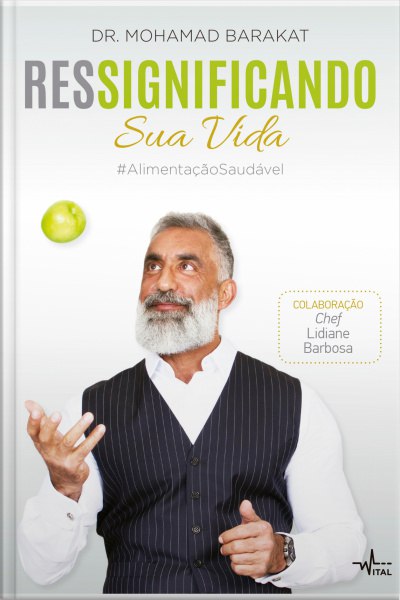 DR. MOHAMAD BARAKAT
RESSIGNIFICANDO
Sua Vida
#AlimentaçãoSaudável
COLABORAÇÃO
Chef
Lidiane
Barbosa
VITAL